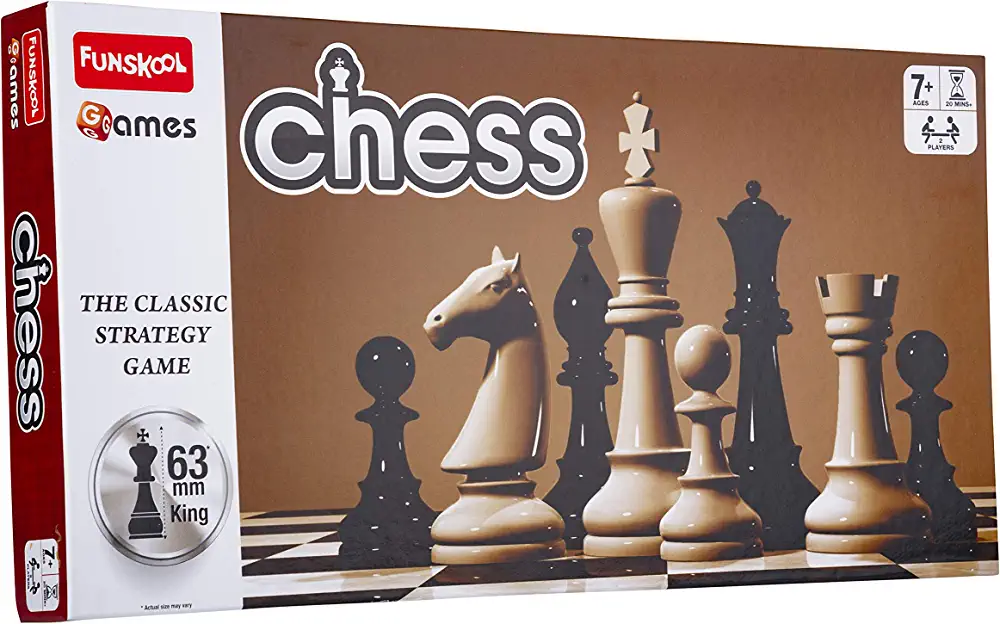 FUNSKOOL
Games
chess
7+
AGES
20 MINS+
2
PLAYERS
THE CLASSIC
STRATEGY
GAME
63*
mm
King
* Actual size may vary
FUNSKOOL
Games
chess
7+